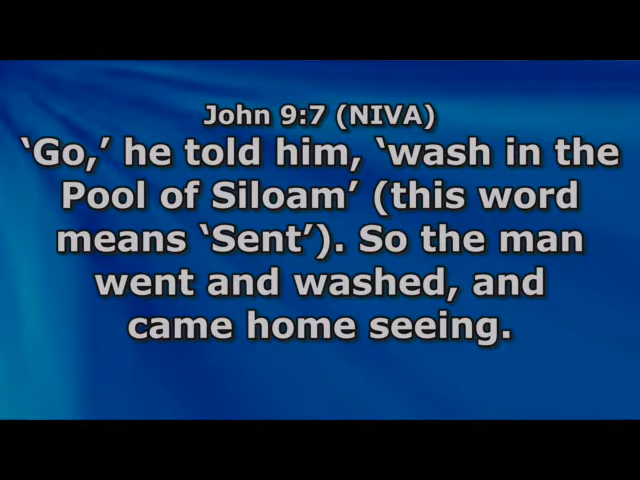 John 9:7 (NIVA)
‘Go,’ he told him, ‘wash in the
Pool of Siloam’ (this word
means ‘Sent’). So the man
went and washed, and
came home seeing.